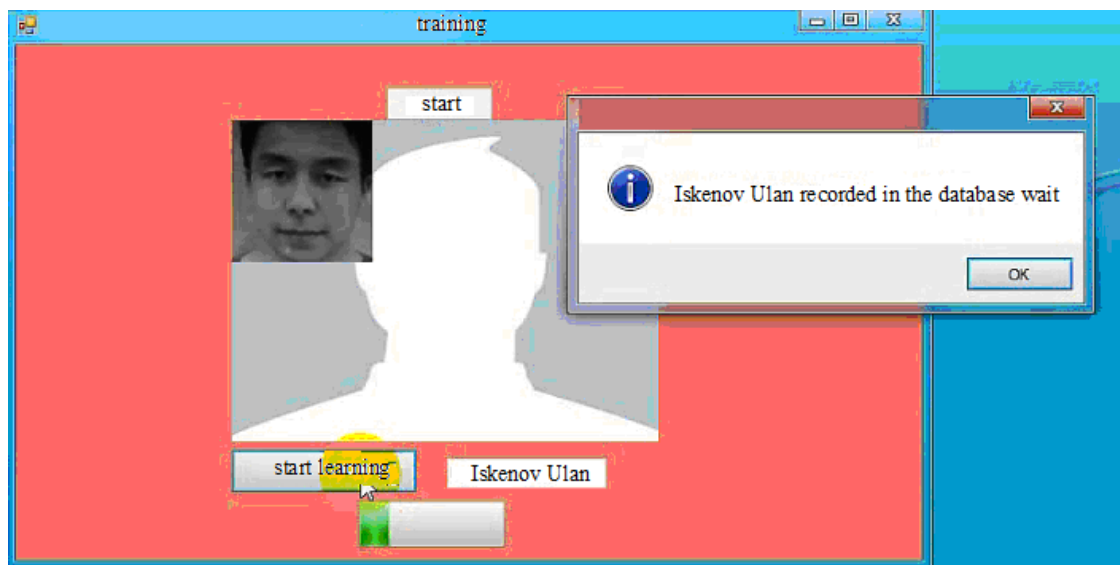 training
start
Iskenov Ulan recorded in the database wait
OK
start learning
Iskenov Ulan